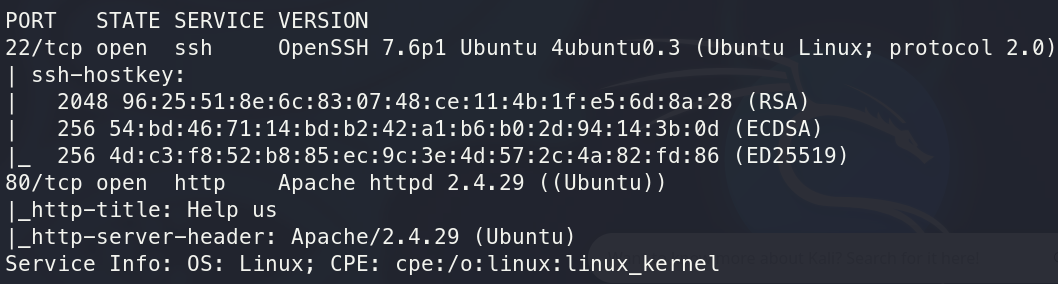 PORT   STATE SERVICE VERSION
22/tcp open  ssh     OpenSSH 7.6p1 Ubuntu 4ubuntu0.3 (Ubuntu Linux; protocol 2.0)
| ssh-hostkey:
|   2048 96:25:51:8e:6c:83:07:48:ce:11:4b:1f:e5:6d:8a:28 (RSA)
|   256 54:bd:46:71:14:bd:b2:42:a1:b6:b0:2d:94:14:3b:0d (ECDSA)
|_  256 4d:c3:f8:52:b8:85:ec:9c:3e:4d:57:2c:4a:82:fd:86 (ED25519)
80/tcp open  http    Apache httpd 2.4.29 ((Ubuntu))
|_http-title: Help us
|_http-server-header: Apache/2.4.29 (Ubuntu)
Service Info: OS: Linux; CPE: cpe:/o:linux:linux_kernel